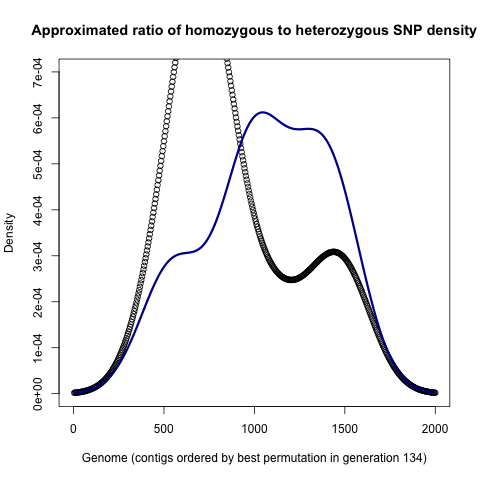 Approximated ratio of homozygous to heterozygous SNP density
Density
7e-04
6e-04
5e-04
4e-04
3e-04
2e-04
1e-04
0e+00
0 500 1000 1500 2000
Genome (contigs ordered by best permutation in generation 134)